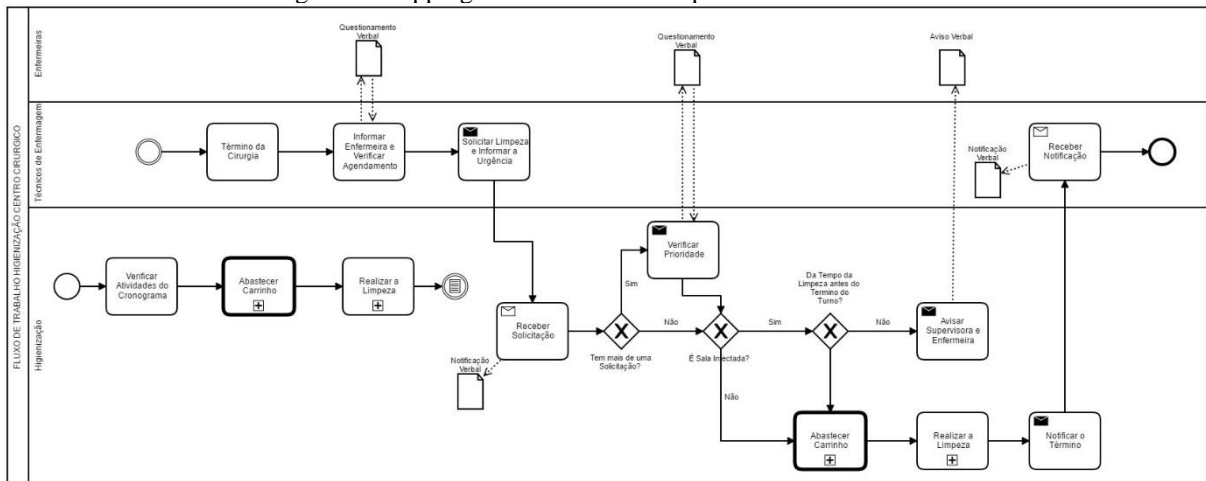 FLUXO DE TRABALHO HIGIENIZAÇÃO CENTRO CIRURGICO
Enfermeiras
Questionamento
Verbal
Questionamento
Verbal
Aviso Verbal
Técnicos de Enfermagem
Término da
Cirurgia
Informar
Enfermeira e
Verificar
Agendamento
Solicitar Limpeza
e Informar a
Urgência
Notificação
Verbal
Receber
Notificação
Higienização
Verificar
Atividades do
Cronograma
Abastecer
Carrinho
Realizar a
Limpeza
Notificação
Verbal
Receber
Solicitação
Tem mais de uma
Solicitação?
Sim
Não
Verificar
Prioridade
É Sala Infectada?
Sim
Não
Da Tempo da
Limpeza antes do
Termino do
Turno?
Não
Avisar
Supervisora e
Enfermeira
Abastecer
Carrinho
Realizar a
Limpeza
Notificar o
Término